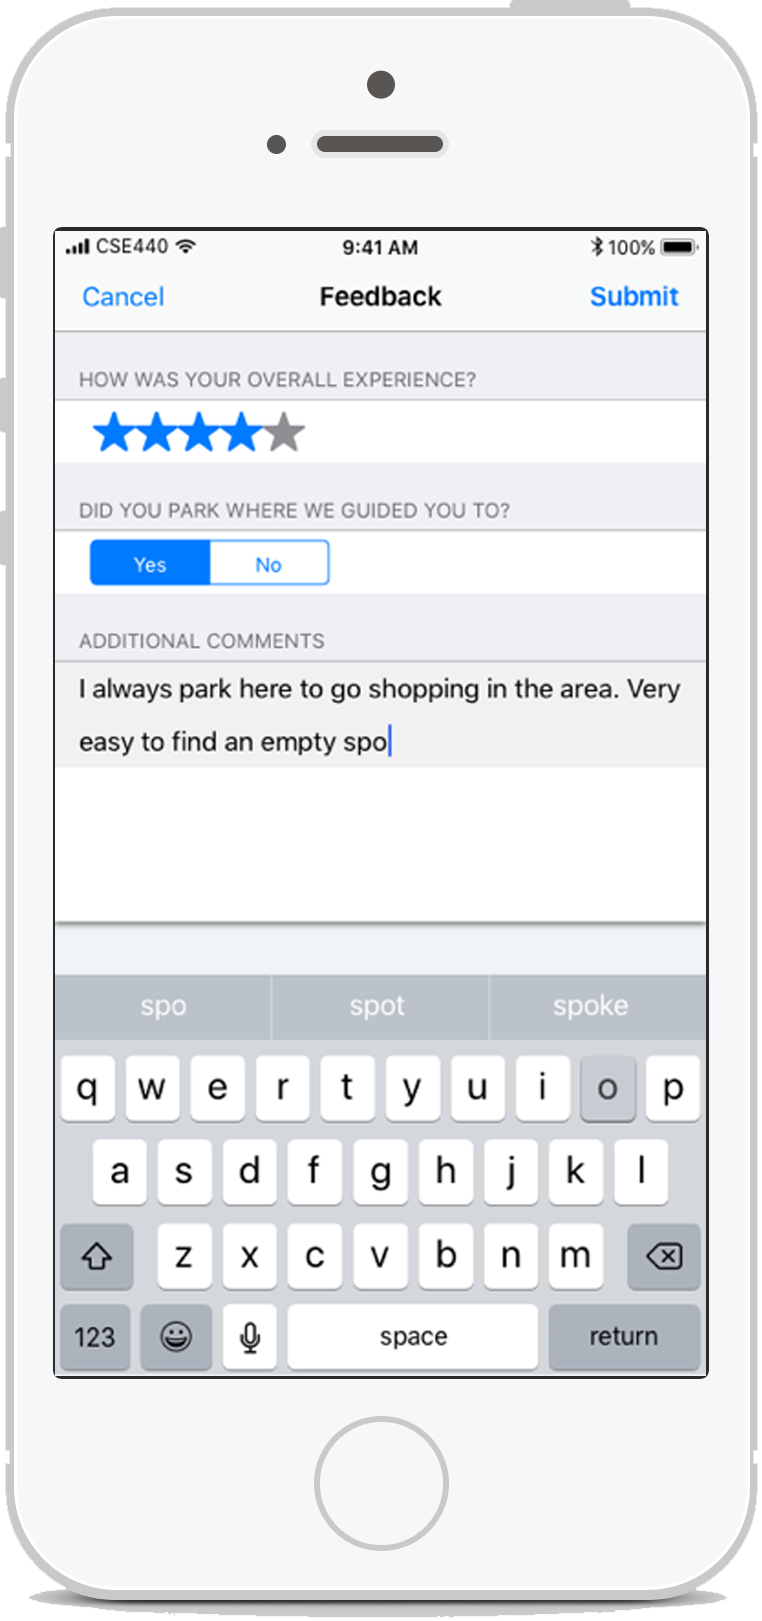 CSE440 9:41 AM 100%
Cancel Feedback Submit
HOW WAS YOUR OVERALL EXPERIENCE?
DID YOU PARK WHERE WE GUIDED YOU TO?
Yes No
ADDITIONAL COMMENTS
I always park here to go shopping in the area. Very
easy to find an empty spo
spo spot spoke
q w e r t y u i o p
a s d f g h j k l
z x c v b n m
123 space return